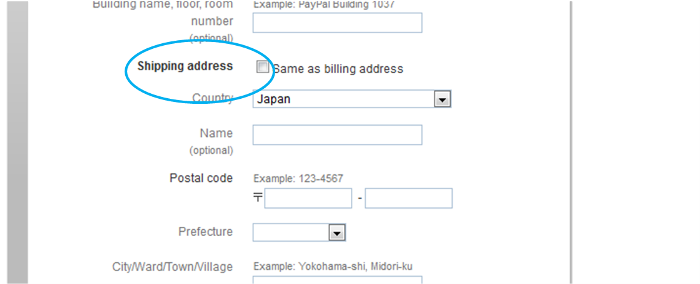 Building name, floor, room Example: PayPal Building 1037
number
(optional)
Shipping address Same as billing address
Country Japan
Name
(optional)
Postal code Example: 123-4567
〒 -
Prefecture
City/Ward/Town/Village Example: Yokohama-shi, Midori-ku